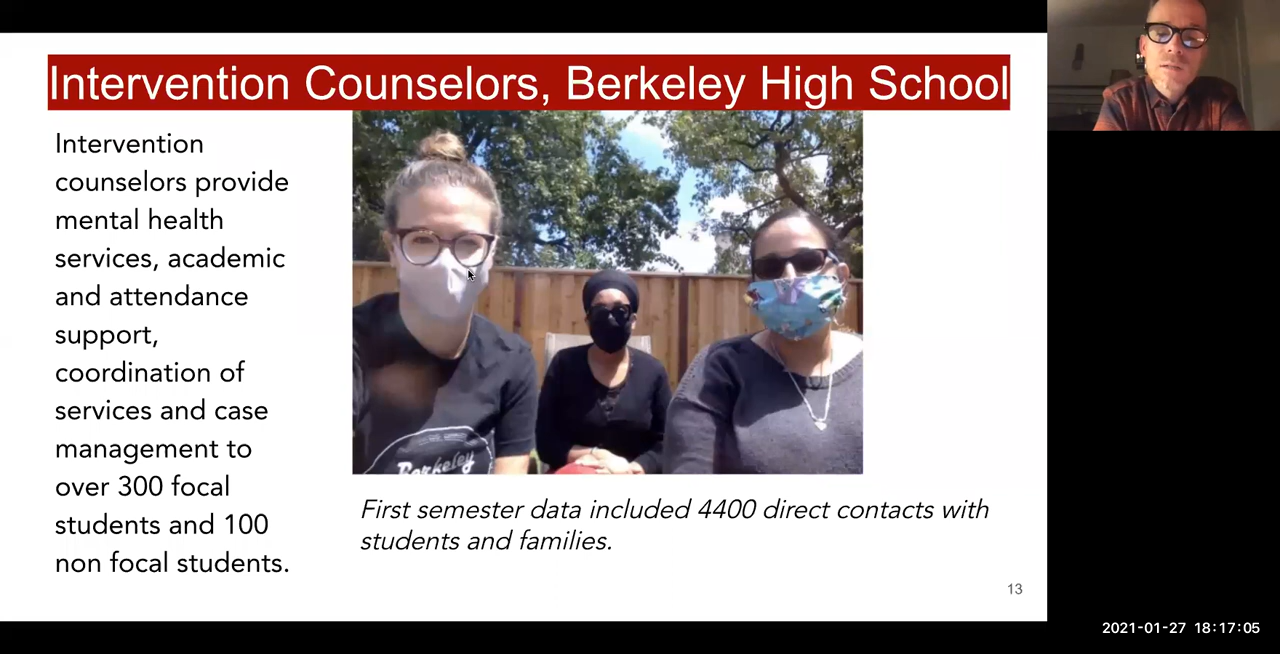 Intervention Counselors, Berkeley High School
Intervention
counselors provide
mental health
services, academic
and attendance
support,
coordination of
services and case
management to
over 300 focal
students and 100
non focal students.
Berkeley
First semester data included 4400 direct contacts with
students and families.
13
2021-01-27 18:17:05